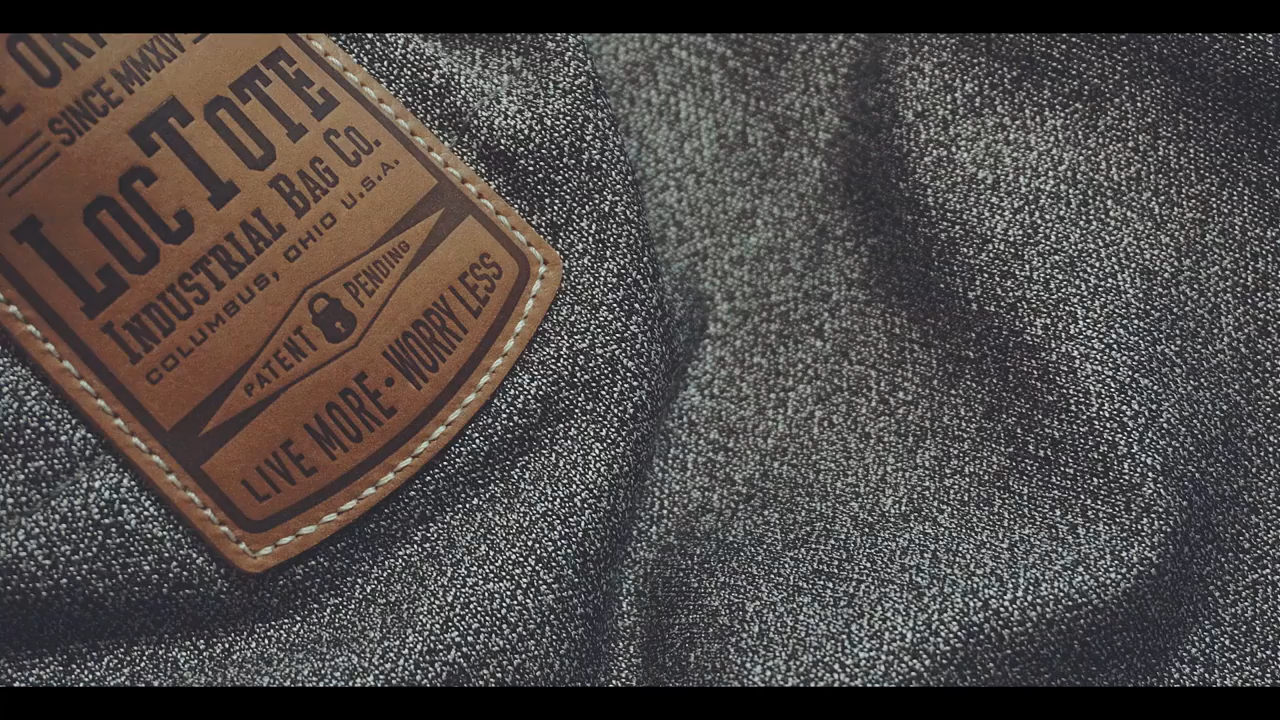 SINCE MMXIV
LOCTOTE
INDUSTRIAL BAG CO.
COLUMBUS, OHIO U.S.A.
PATENT PENDING
LIVE MORE • WORRY LESS